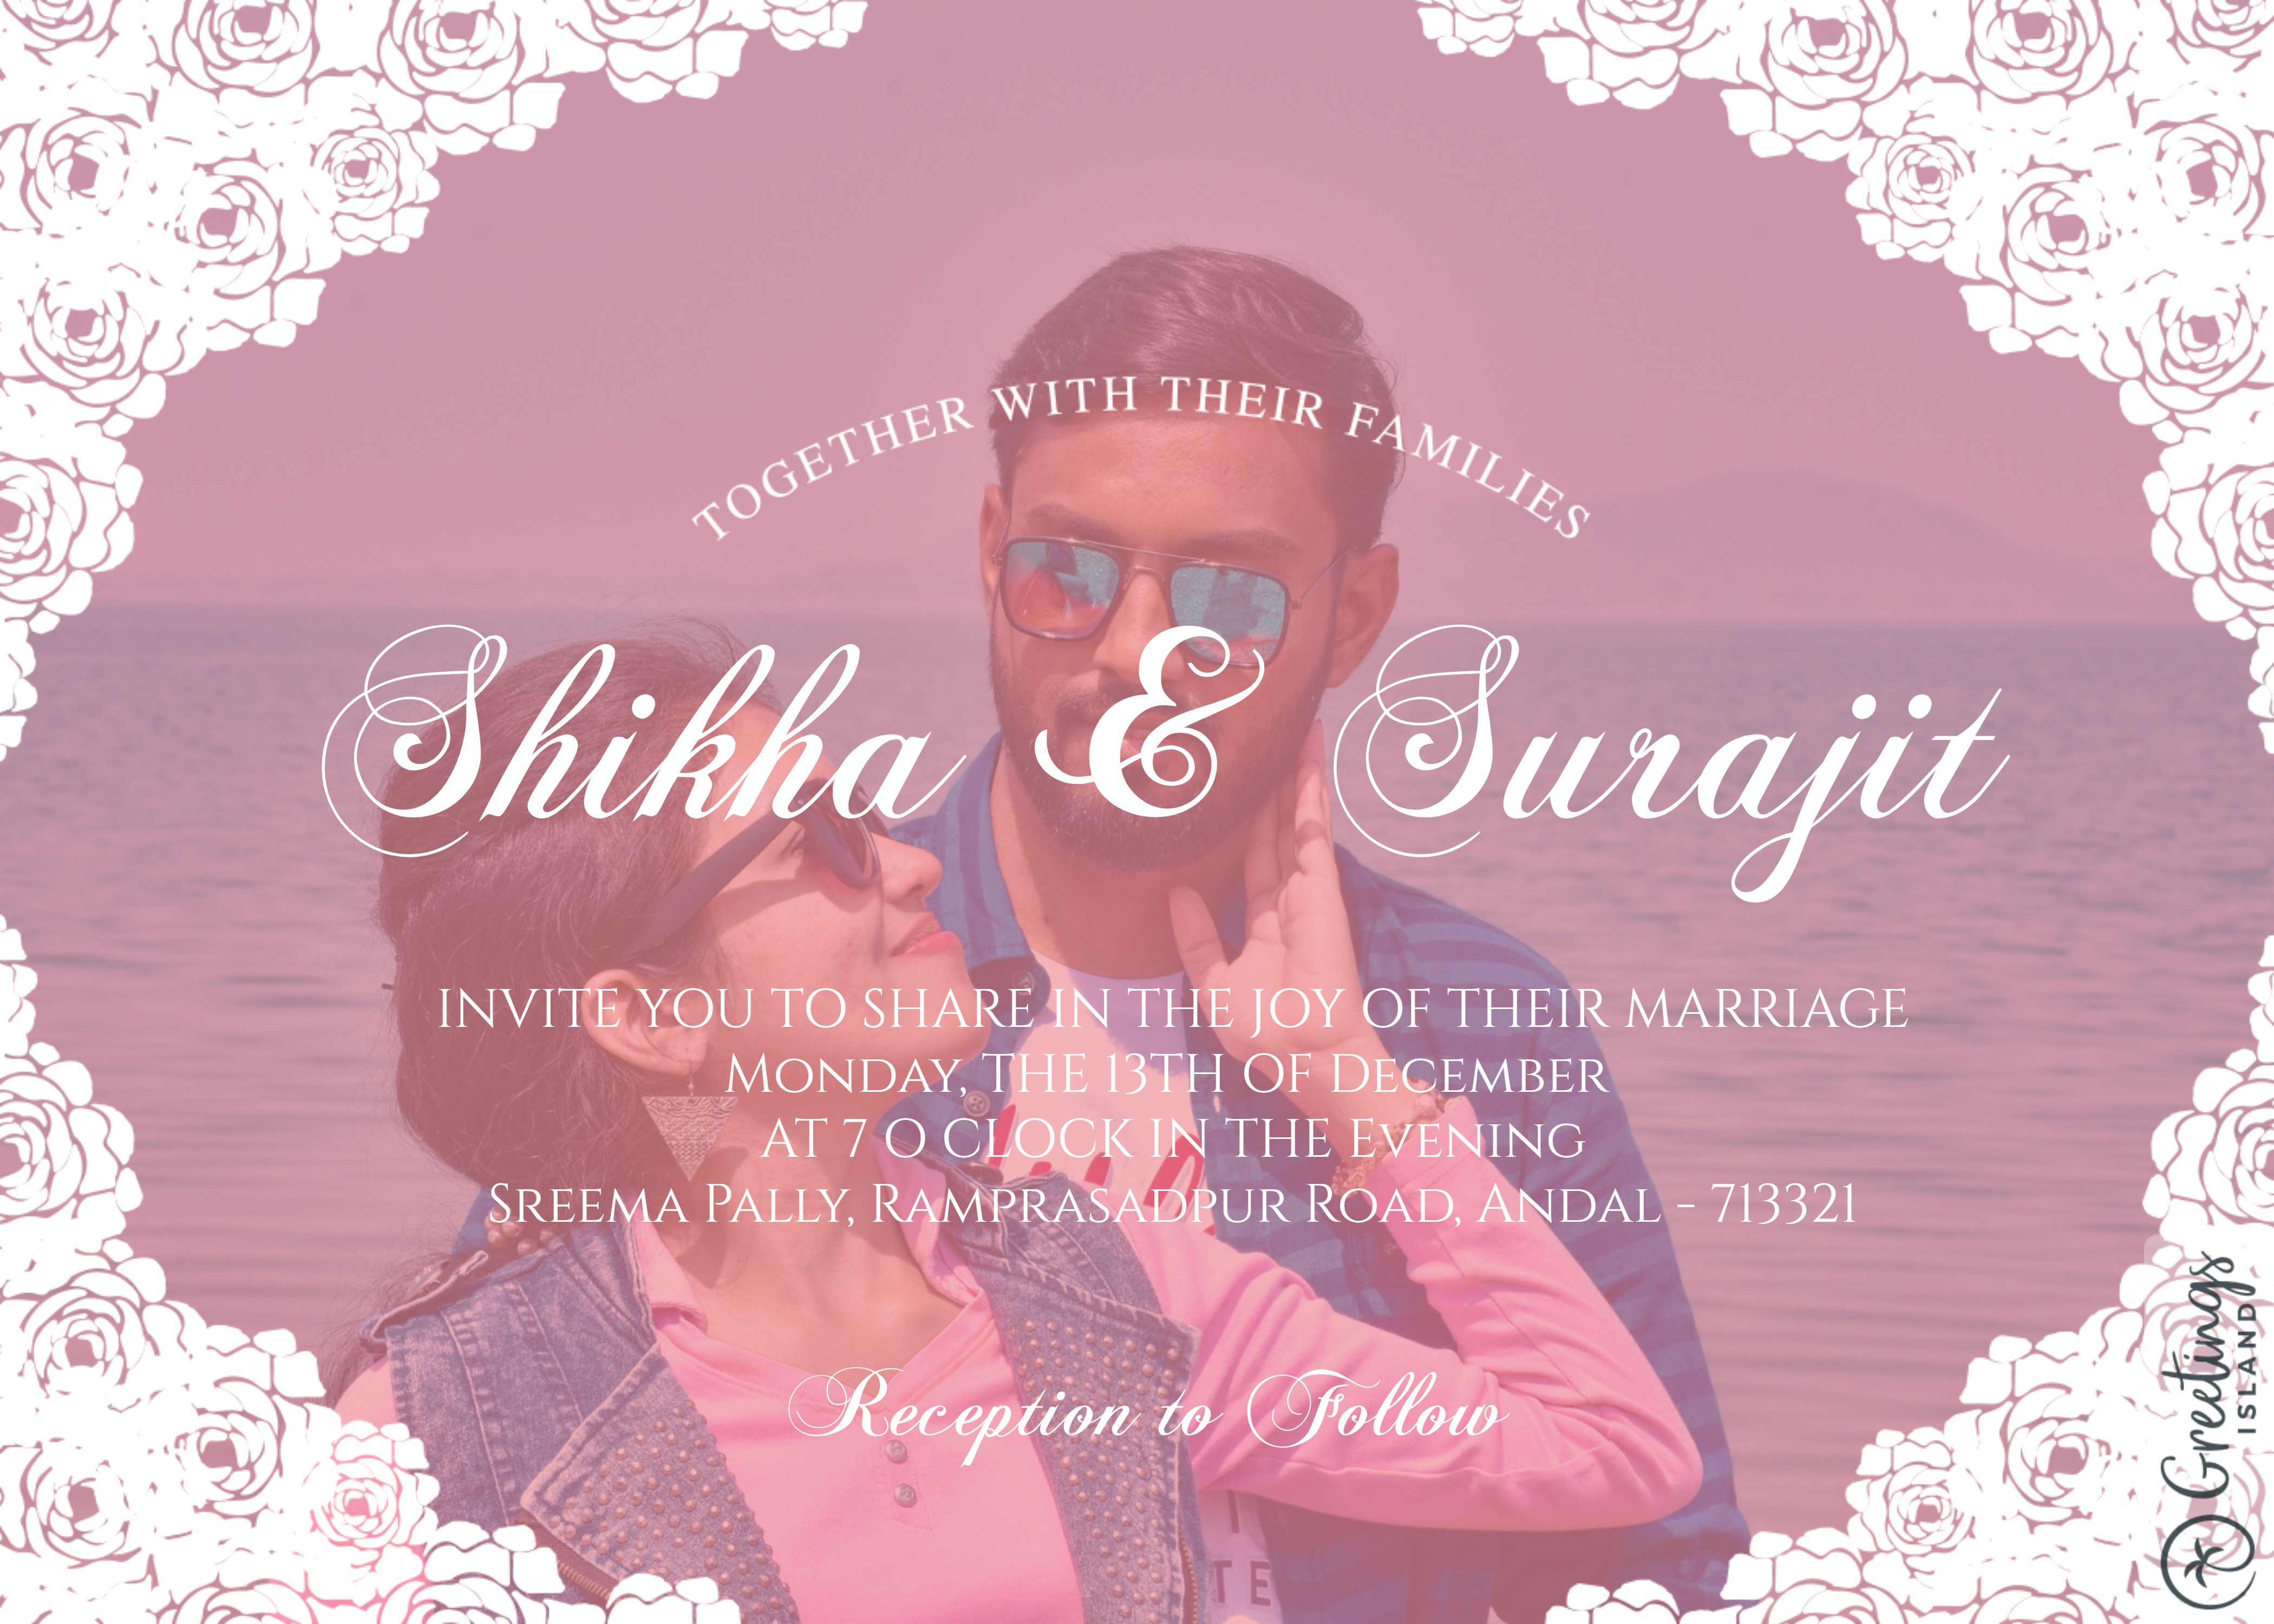 TOGETHER WITH THEIR FAMILIES
Shikha & Surajit
INVITE YOU TO SHARE IN THE JOY OF THEIR MARRIAGE
MONDAY, THE 13TH OF DECEMBER
AT 7 O CLOCK IN THE EVENING
SREEMA PALLY, RAMPRASADPUR ROAD, ANDAL - 713321
Reception to Follow
Greetings
ISLAND